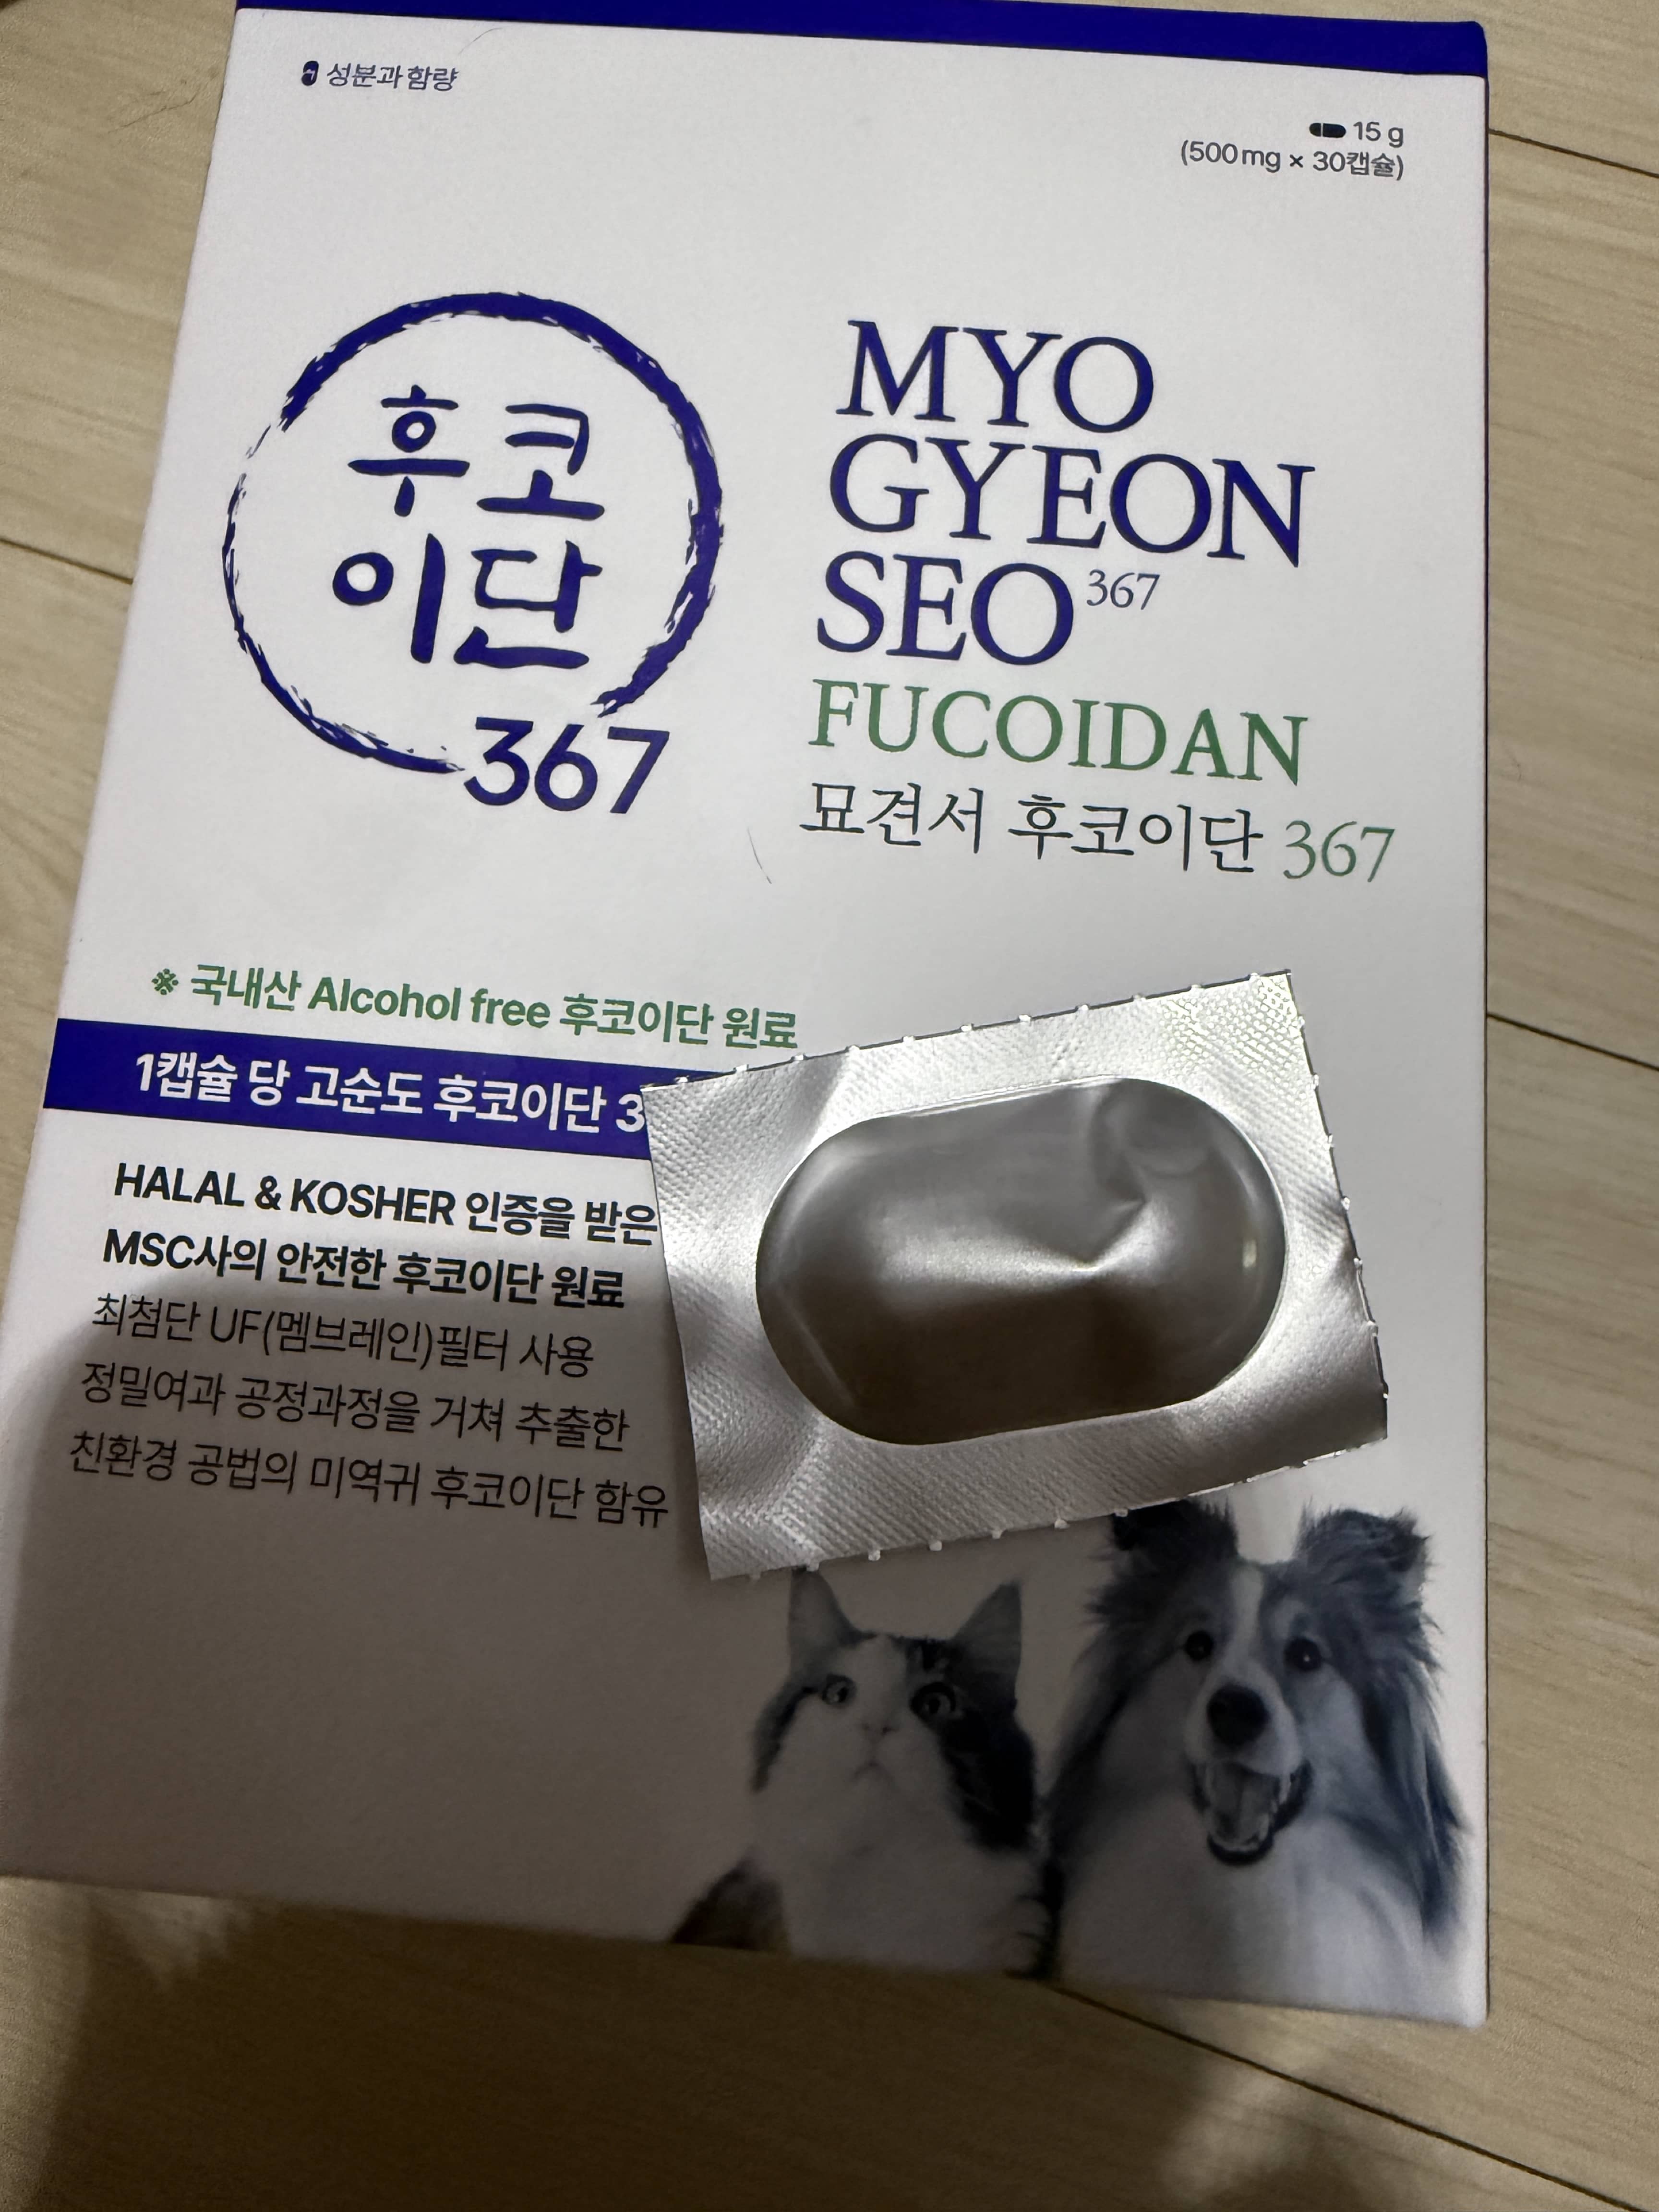 성분과 함량
15 g
(500mg × 30캡슐)
후코
이단
367
MYO
GYEON
SEO 367
FUCOIDAN
묘견서 후코이단 367
※ 국내산 Alcohol free 후코이단 원료
1캡슐 당 고순도 후코이단
HALAL & KOSHER 인증을 받은
MSC사의 안전한 후코이단 원료
최첨단 UF(멤브레인)필터 사용
정밀여과 공정과정을 거쳐 추출한
친환경 공법의 미역귀 후코이단 함유